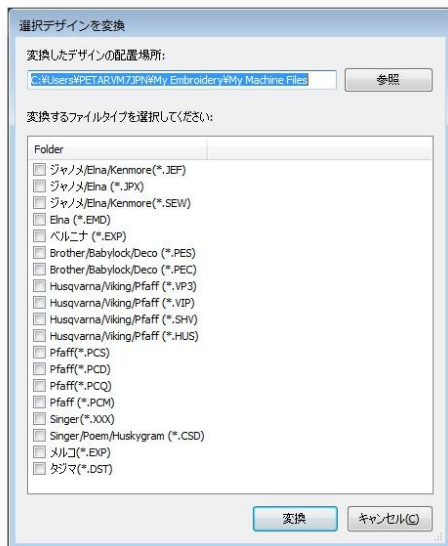 選択デザインを変換
変換したデザインの配置場所:
C:¥Users¥PETARVM7JPN¥My Embroidery¥My Machine Files
参照
変換するファイルタイプを選択してください:
Folder
ジャノメ/Elna/Kenmore(*.JEF)
ジャノメ/Elna (*.JPX)
ジャノメ/Elna/Kenmore(*.SEW)
Elna (*.EMD)
ベルニナ (*.EXP)
Brother/Babylock/Deco (*.PES)
Brother/Babylock/Deco (*.PEC)
Husqvarna/Viking/Pfaff (*.VP3)
Husqvarna/Viking/Pfaff (*.VIP)
Husqvarna/Viking/Pfaff (*.SHV)
Husqvarna/Viking/Pfaff (*.HUS)
Pfaff(*.PCS)
Pfaff(*.PCD)
Pfaff(*.PCQ)
Pfaff (*.PCM)
Singer(*.XXX)
Singer/Poem/Huskygram (*.CSD)
メルコ(*.EXP)
タジマ(*.DST)
変換
キャンセル(C)